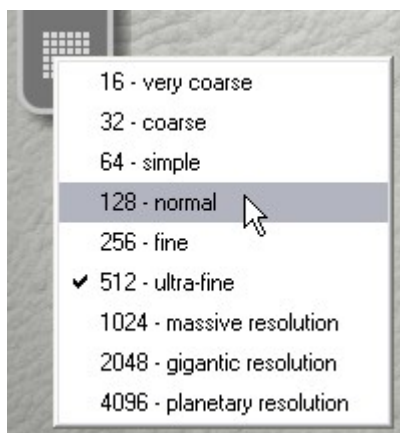 16 - very coarse
32 - coarse
64 - simple
128 - normal
256 - fine
512 - ultra-fine
1024 - massive resolution
2048 - gigantic resolution
4096 - planetary resolution